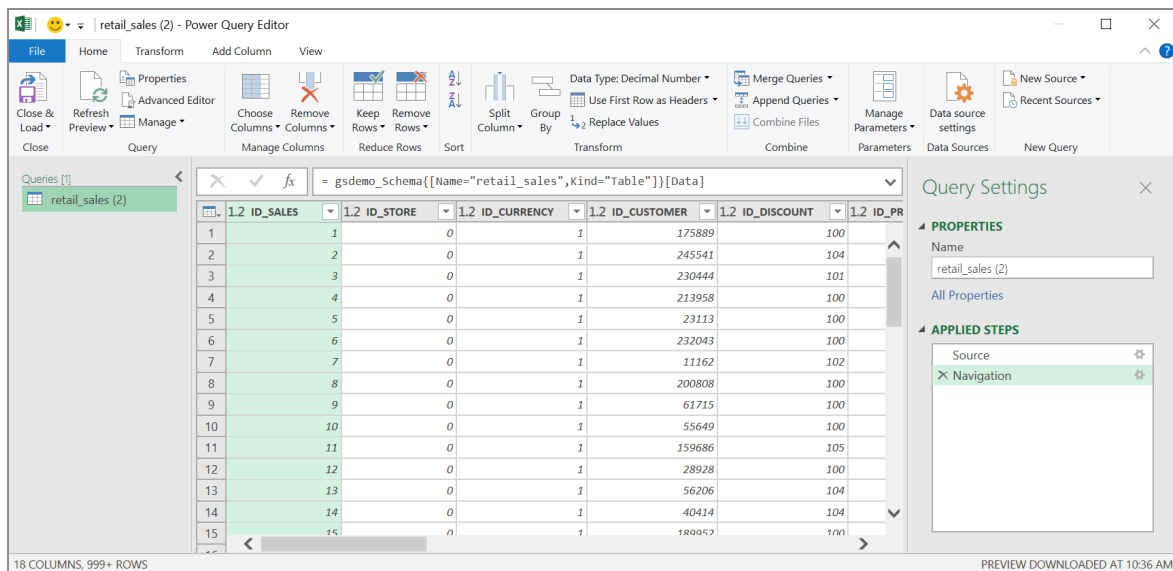 retail_sales (2) - Power Query Editor
File Home Transform Add Column View
Close & Load
Refresh Preview
Properties
Advanced Editor
Manage
Choose Columns
Remove Columns
Keep Rows
Remove Rows
Split Column
Group By
Data Type: Decimal Number
Use First Row as Headers
1 2 Replace Values
Merge Queries
Append Queries
Combine Files
Manage Parameters
Data source settings
New Source
Recent Sources
Close Query Manage Columns Reduce Rows Sort Transform Combine Parameters Data Sources New Query
Queries [1]
retail_sales (2)
fx = gsdemo_Schema{[Name="retail_sales",Kind="Table"]}[Data]
1.2 ID_SALES 1.2 ID_STORE 1.2 ID_CURRENCY 1.2 ID_CUSTOMER 1.2 ID_DISCOUNT 1.2 ID_PR
1 1 0 1 175889 100
2 2 0 1 245541 104
3 3 0 1 230444 101
4 4 0 1 213958 100
5 5 0 1 23113 100
6 6 0 1 232043 100
7 7 0 1 11162 102
8 8 0 1 200808 100
9 9 0 1 61715 100
10 10 0 1 55649 100
11 11 0 1 159686 105
12 12 0 1 28928 100
13 13 0 1 56206 104
14 14 0 1 40414 104
15 15 0 1 189952 100
Query Settings
PROPERTIES
Name
retail_sales (2)
All Properties
APPLIED STEPS
Source
Navigation
18 COLUMNS, 999+ ROWS
PREVIEW DOWNLOADED AT 10:36 AM